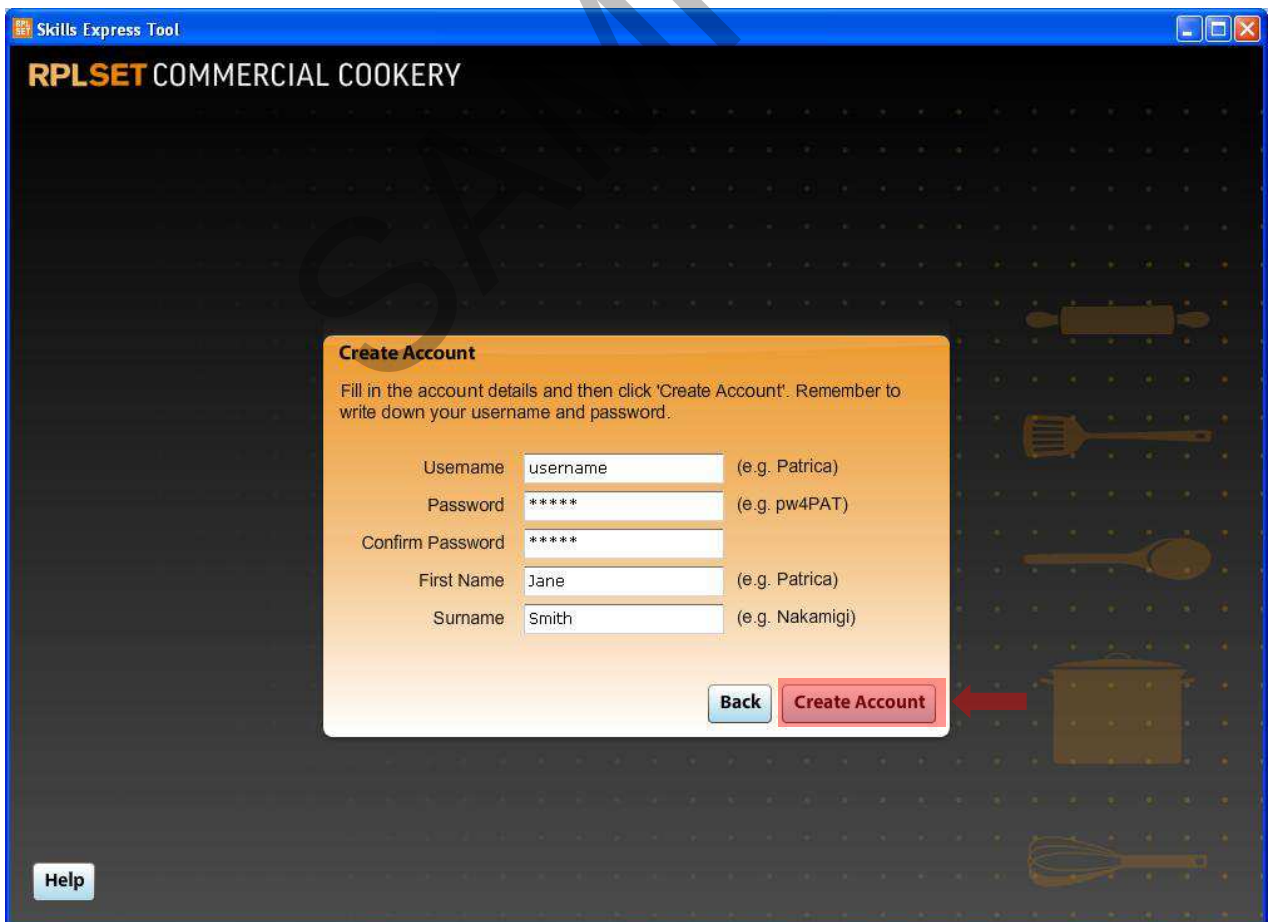 RPL SET Skills Express Tool
RPLSET COMMERCIAL COOKERY
Create Account
Fill in the account details and then click 'Create Account'. Remember to
write down your username and password.
Username username (e.g. Patrica)
Password ***** (e.g. pw4PAT)
Confirm Password *****
First Name Jane (e.g. Patrica)
Surname Smith (e.g. Nakamigi)
Back Create Account
Help